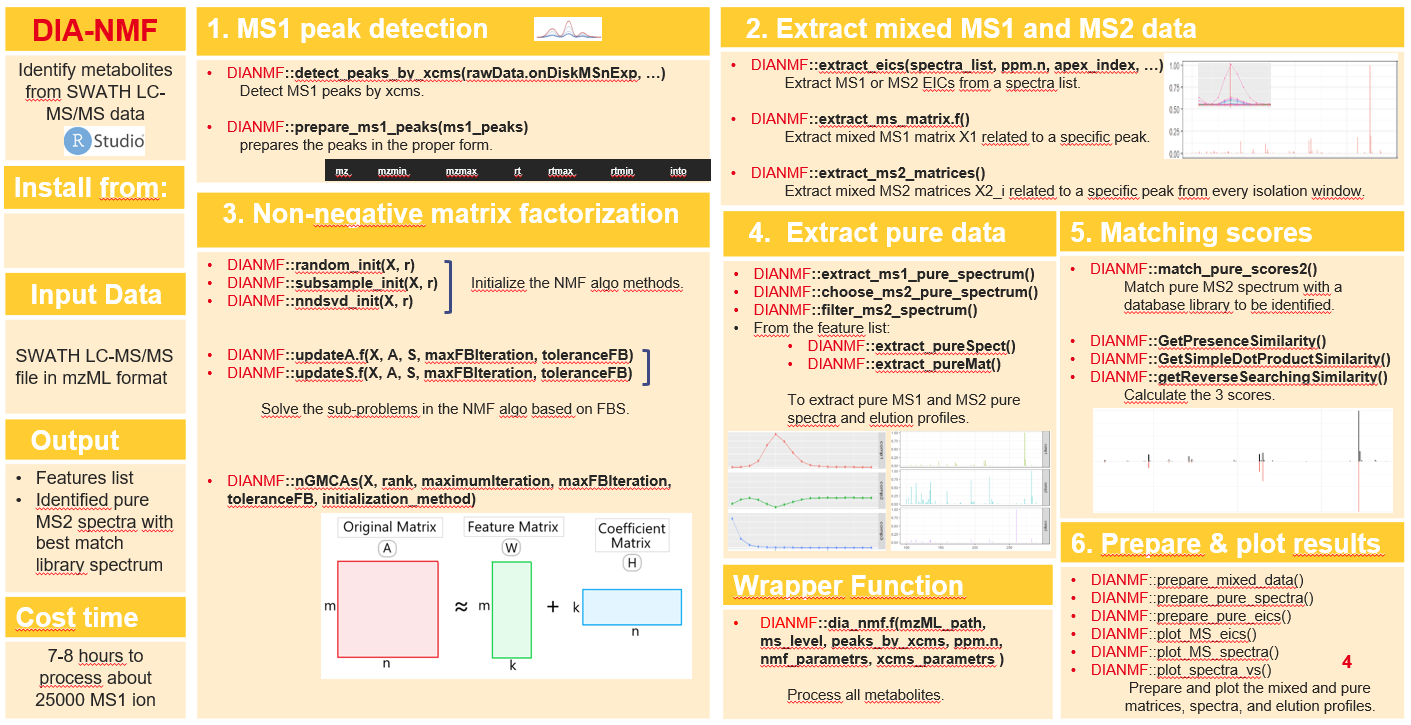 DIA-NMF
Identify metabolites
from SWATH LC-
MS/MS data
R Studio
Install from:
Input Data
SWATH LC-MS/MS
file in mzML format
Output
• Features list
• Identified pure
MS2 spectra with
best match
library spectrum
Cost time
7-8 hours to
process about
25000 MS1 ion
1. MS1 peak detection
• DIANMF::detect_peaks_by_xcms(rawData.onDiskMSnExp, …)
Detect MS1 peaks by xcms.
• DIANMF::prepare_ms1_peaks(ms1_peaks)
prepares the peaks in the proper form.
mz mzmin mzmax rt rtmax rtmin into
3. Non-negative matrix factorization
• DIANMF::random_init(X, r)
• DIANMF::subsample_init(X, r)
• DIANMF::nndsvd_init(X, r)
Initialize the NMF algo methods.
• DIANMF::updateA.f(X, A, S, maxFBIteration, toleranceFB)
• DIANMF::updateS.f(X, A, S, maxFBIteration, toleranceFB)
Solve the sub-problems in the NMF algo based on FBS.
• DIANMF::nGMCAs(X, rank, maximumIteration, maxFBIteration,
toleranceFB, initialization_method)
Original Matrix
A
m
n
≈
Feature Matrix
W
m
k
+
Coefficient
Matrix
H
k
n
2. Extract mixed MS1 and MS2 data
• DIANMF::extract_eics(spectra_list, ppm.n, apex_index, …)
Extract MS1 or MS2 EICs from a spectra list.
• DIANMF::extract_ms_matrix.f()
Extract mixed MS1 matrix X1 related to a specific peak.
• DIANMF::extract_ms2_matrices()
Extract mixed MS2 matrices X2_i related to a specific peak from every isolation window.
1.00
0.75
0.50
0.25
0.00
4. Extract pure data
• DIANMF::extract_ms1_pure_spectrum()
• DIANMF::choose_ms2_pure_spectrum()
• DIANMF::filter_ms2_spectrum()
• From the feature list:
• DIANMF::extract_pureSpect()
• DIANMF::extract_pureMat()
To extract pure MS1 and MS2 pure
spectra and elution profiles.
Wrapper Function
• DIANMF::dia_nmf.f(mzML_path,
ms_level, peaks_by_xcms, ppm.n,
nmf_parametrs, xcms_parametrs )
Process all metabolites.
5. Matching scores
• DIANMF::match_pure_scores2()
Match pure MS2 spectrum with a
database library to be identified.
• DIANMF::GetPresenceSimilarity()
• DIANMF::GetSimpleDotProductSimilarity()
• DIANMF::getReverseSearchingSimilarity()
Calculate the 3 scores.
6. Prepare & plot results
• DIANMF::prepare_mixed_data()
• DIANMF::prepare_pure_spectra()
• DIANMF::prepare_pure_eics()
• DIANMF::plot_MS_eics()
• DIANMF::plot_MS_spectra()
• DIANMF::plot_spectra_vs()
4
Prepare and plot the mixed and pure
matrices, spectra, and elution profiles.